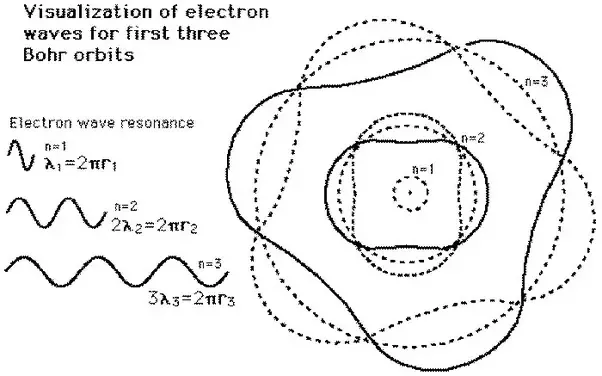 Visualization of electron
waves for first three
Bohr orbits
Electron wave resonance
n=1
λ₁=2πr₁
n=2
2λ₂=2πr₂
n=3
3λ₃=2πr₃
n=3
n=2
n=1